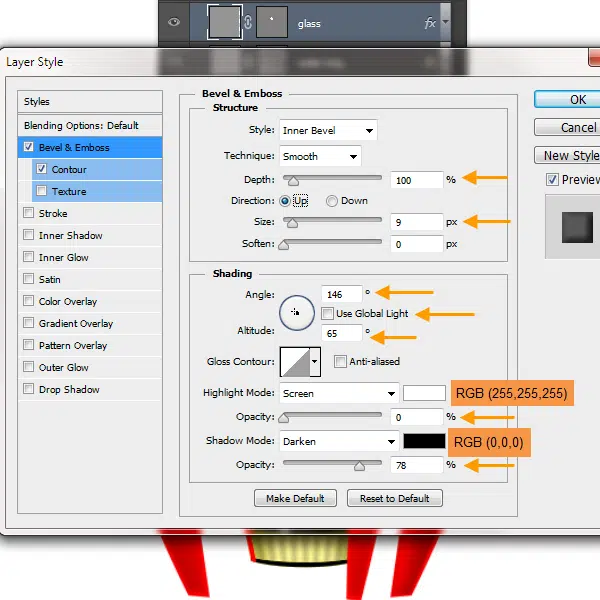 glass
fx
Layer Style
Styles
Blending Options: Default
Bevel & Emboss
Contour
Texture
Stroke
Inner Shadow
Inner Glow
Satin
Color Overlay
Gradient Overlay
Pattern Overlay
Outer Glow
Drop Shadow
Bevel & Emboss
Structure
Style: Inner Bevel
Technique: Smooth
Depth: 100 %
Direction: Up Down
Size: 9 px
Soften: 0 px
Shading
Angle: 146 °
Use Global Light
Altitude: 65 °
Gloss Contour: Anti-aliased
Highlight Mode: Screen RGB (255,255,255)
Opacity: 0 %
Shadow Mode: Darken RGB (0,0,0)
Opacity: 78 %
Make Default Reset to Default
OK
Cancel
New Style
Preview